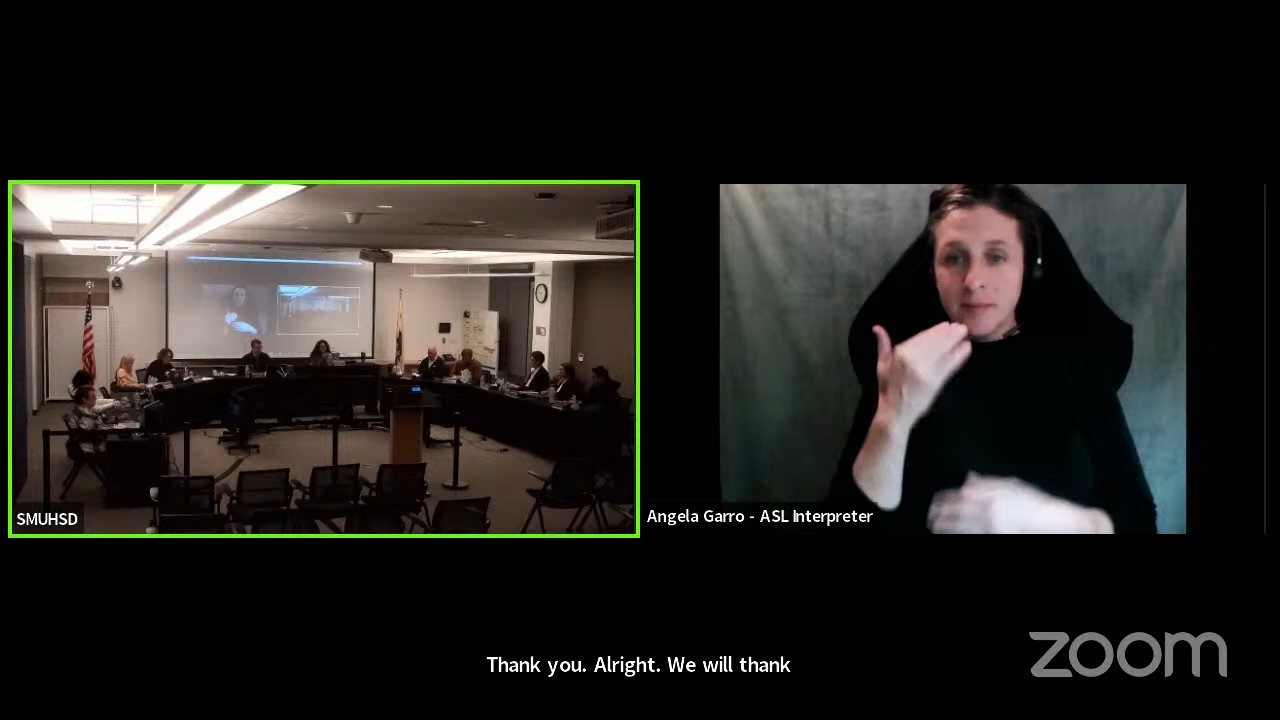 SMUHSD
Angela Garro - ASL Interpreter
Thank you. Alright. We will thank
zoom